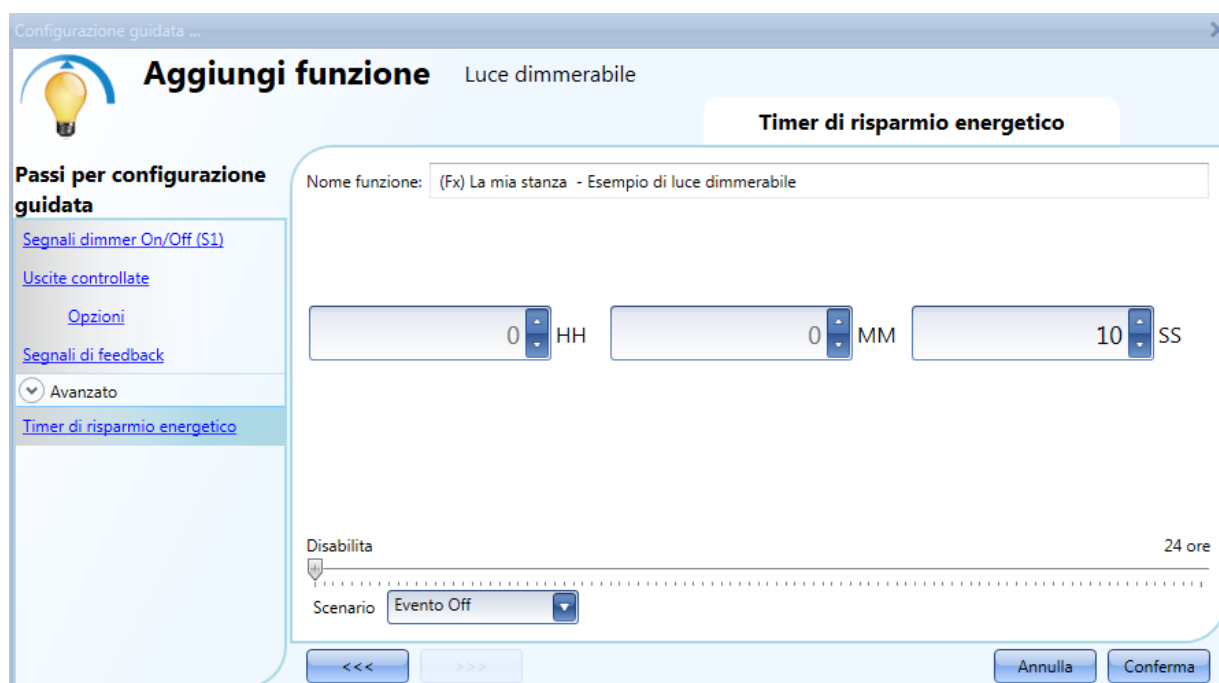 Configurazione guidata ...
Aggiungi funzione Luce dimmerabile
Timer di risparmio energetico
Passi per configurazione
guidata
Segnali dimmer On/Off (S1)
Uscite controllate
Opzioni
Segnali di feedback
Avanzato
Timer di risparmio energetico
Nome funzione: (Fx) La mia stanza - Esempio di luce dimmerabile
0 HH 0 MM 10 SS
Disabilita 24 ore
Scenario Evento Off
<<< >>> Annulla Conferma